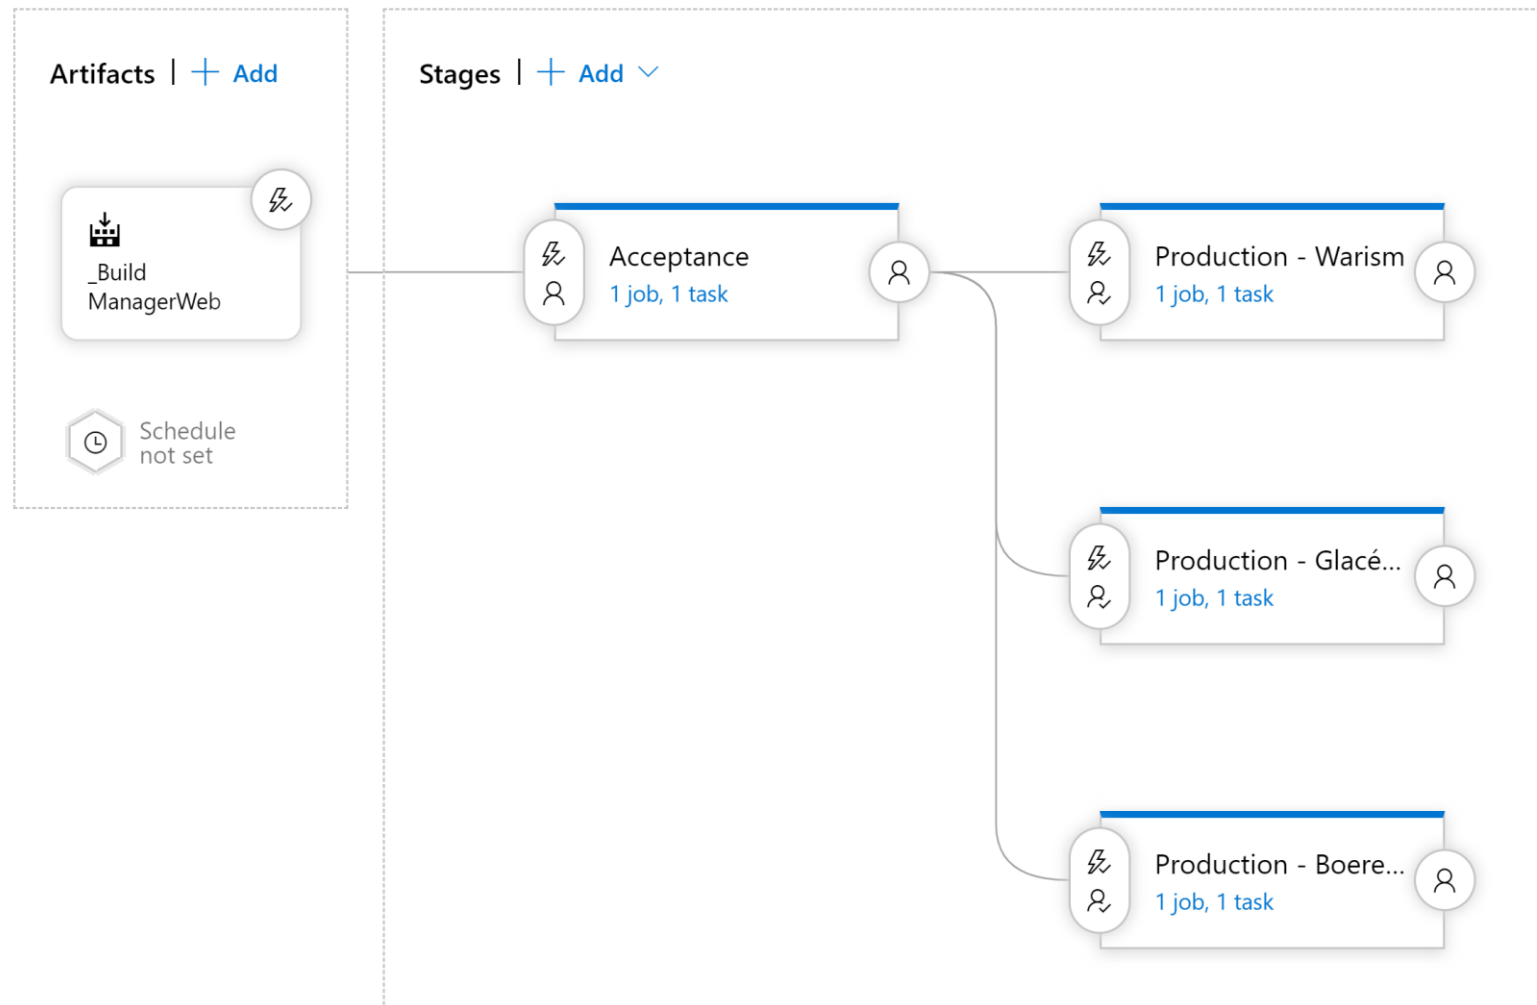 Artifacts | + Add
Stages | + Add
_Build
ManagerWeb
Schedule
not set
Acceptance
1 job, 1 task
Production - Warism
1 job, 1 task
Production - Glacé...
1 job, 1 task
Production - Boere...
1 job, 1 task